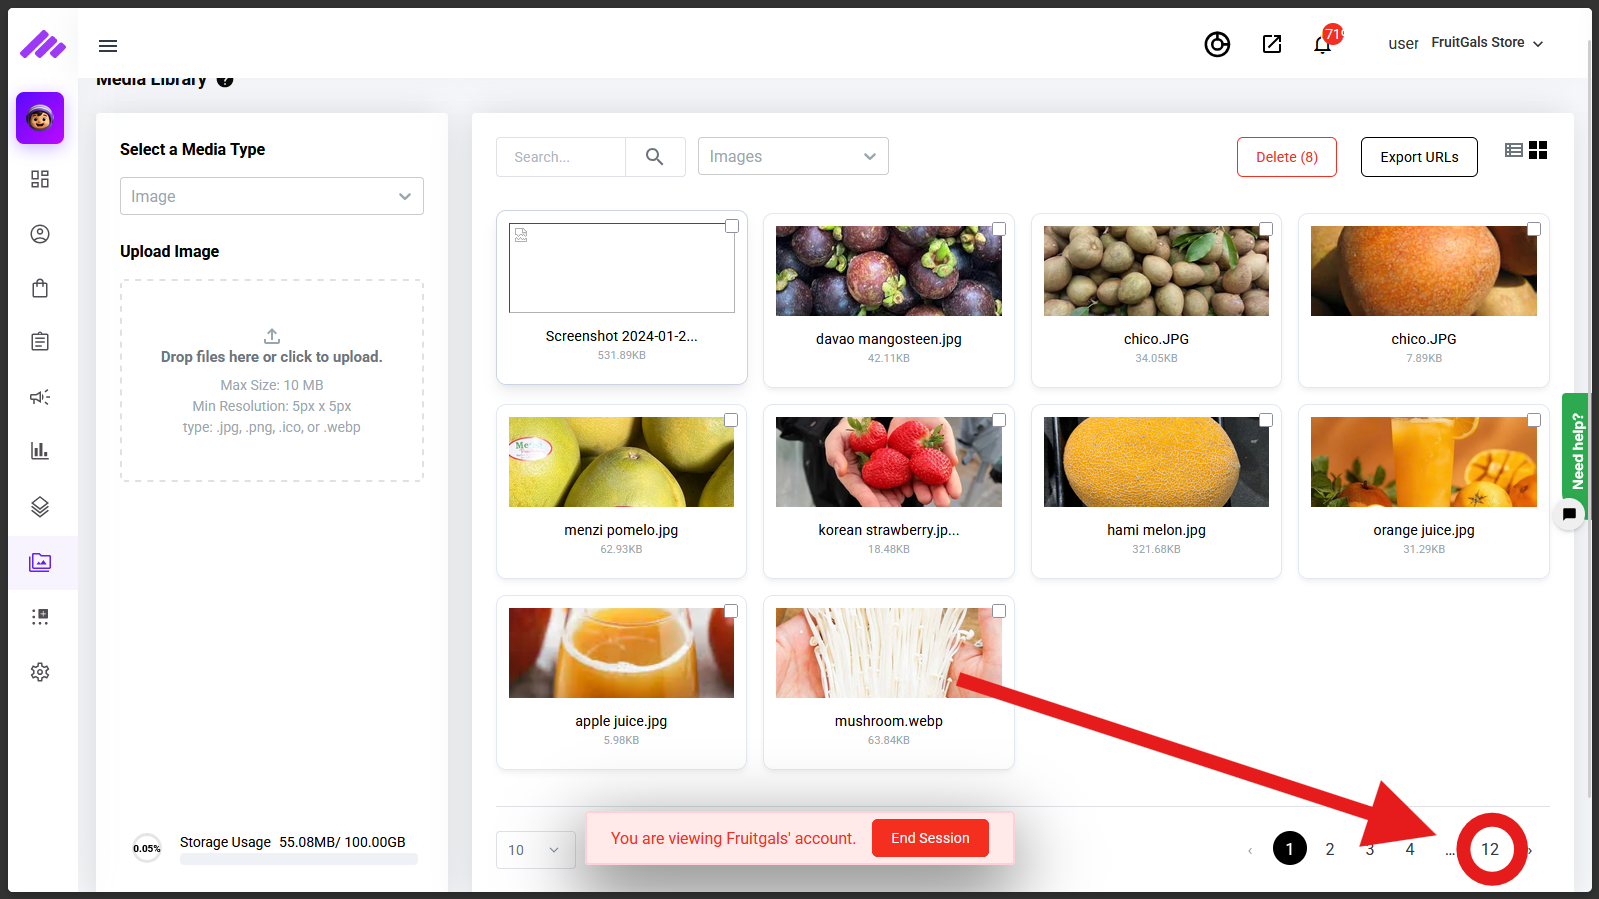 71
user
FruitGals Store
Media Library
Select a Media Type
Image
Upload Image
Drop files here or click to upload.
Max Size: 10 MB
Min Resolution: 5px x 5px
type: .jpg, .png, .ico, or .webp
0.05%
Storage Usage 55.08MB/ 100.00GB
Search...
Images
Delete (8)
Export URLs
Screenshot 2024-01-2...
531.89KB
davao mangosteen.jpg
42.11KB
chico.JPG
34.05KB
chico.JPG
7.89KB
menzi pomelo.jpg
62.93KB
korean strawberry.jp...
18.48KB
hami melon.jpg
321.68KB
orange juice.jpg
31.29KB
apple juice.jpg
5.98KB
mushroom.webp
63.84KB
Need help?
10
You are viewing Fruitgals' account.
End Session
‹ 1 2 3 4 ... 12 ›